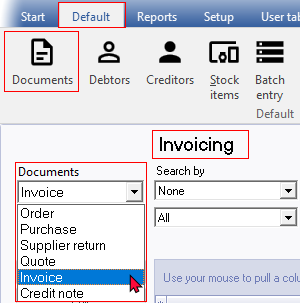 Start Default Reports Setup User tab
Documents Debtors Creditors Stock items Batch entry
Default
Invoicing
Documents Search by
Invoice None
Order All
Purchase
Supplier return
Quote
Invoice Use your mouse to pull a colu
Credit note